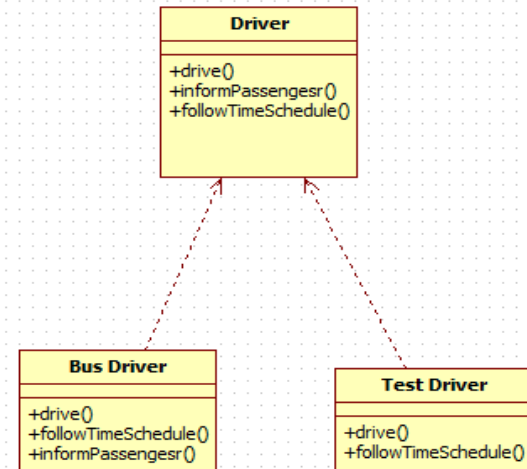 Driver
+drive()
+informPassengesr()
+followTimeSchedule()
Bus Driver
+drive()
+followTimeSchedule()
+informPassengesr()
Test Driver
+drive()
+followTimeSchedule()